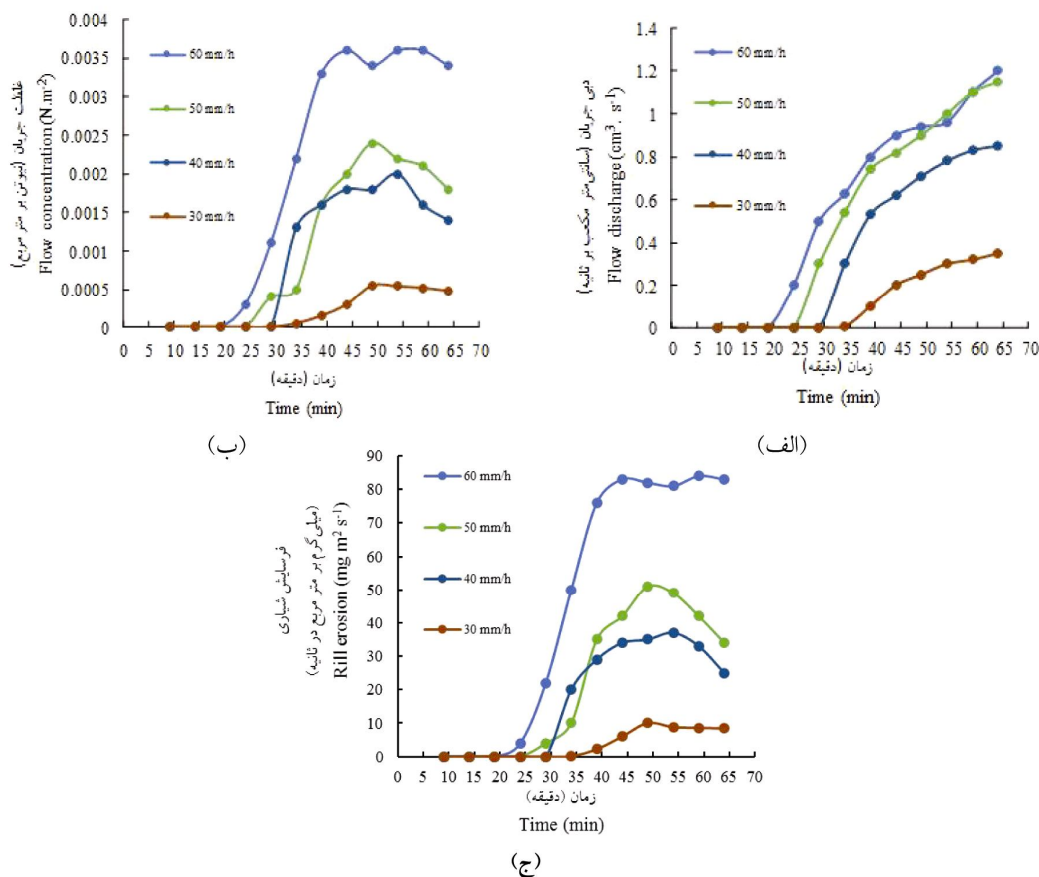 0.004
0.0035
0.003
0.0025
0.002
0.0015
0.001
0.0005
0
غلظت جریان (نیوتن بر متر مربع)
Flow concentration (N.m-2)
60 mm/h
50 mm/h
40 mm/h
30 mm/h
0 5 10 15 20 25 30 35 40 45 50 55 60 65 70
زمان (دقیقه)
Time (min)
(ب)
1.4
1.2
1
0.8
0.6
0.4
0.2
0
دبی جریان (سانتی‌متر مکعب بر ثانیه)
Flow discharge (cm3. s-1)
60 mm/h
50 mm/h
40 mm/h
30 mm/h
0 5 10 15 20 25 30 35 40 45 50 55 60 65 70
زمان (دقیقه)
Time (min)
(الف)
90
80
70
60
50
40
30
20
10
0
فرسایش شیاری
(میلی‌گرم بر متر مربع در ثانیه)
Rill erosion (mg m2 s-1)
60 mm/h
50 mm/h
40 mm/h
30 mm/h
0 5 10 15 20 25 30 35 40 45 50 55 60 65 70
زمان (دقیقه)
Time (min)
(ج)